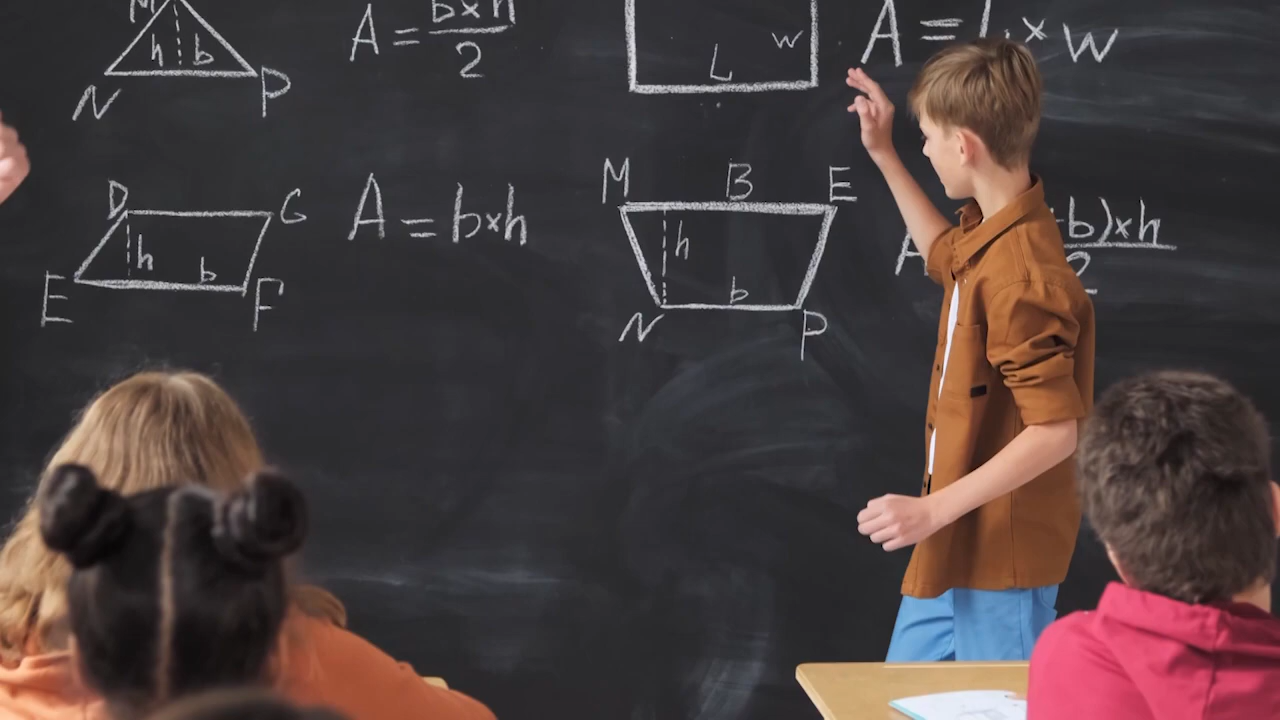 M
h b
N P
A = b×h
2
L w
A = L × W
D G
h b
E F
A = b×h
M B E
h
b
N P
A
b)×h
2